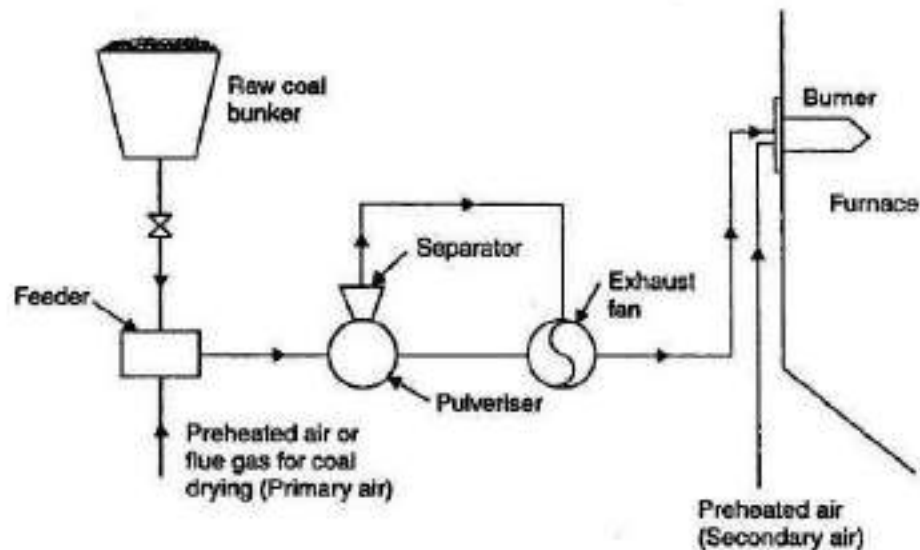 Raw coal
bunker
Burner
Furnace
Separator
Exhaust
fan
Feeder
Pulveriser
Preheated air or
flue gas for coal
drying (Primary air)
Preheated air
(Secondary air)